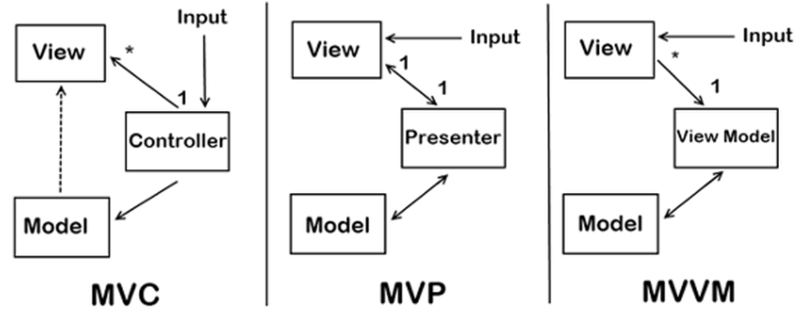 Input
View
*
1
Controller
Model
MVC
View
Input
1
1
Presenter
Model
MVP
View
Input
*
1
View Model
Model
MVVM